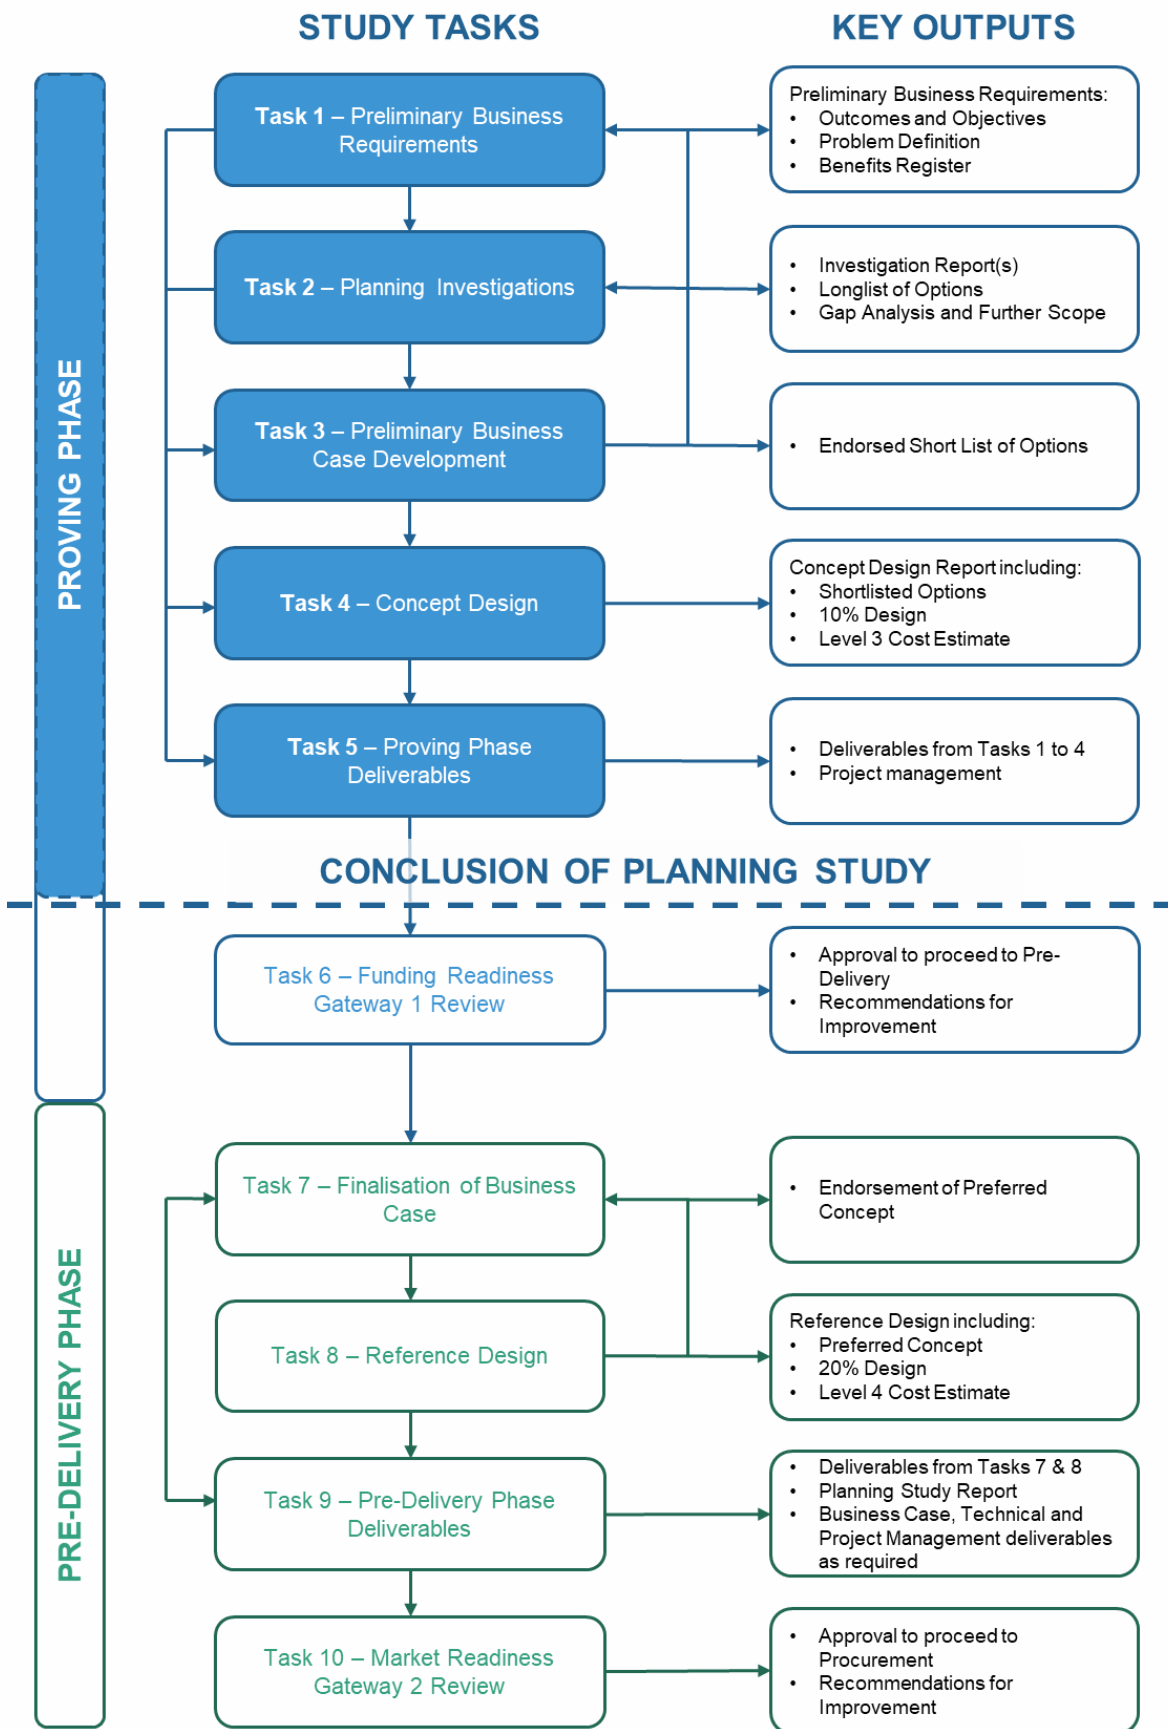 STUDY TASKS
KEY OUTPUTS
PROVING PHASE
Task 1 – Preliminary Business
Requirements
Preliminary Business Requirements:
• Outcomes and Objectives
• Problem Definition
• Benefits Register
Task 2 – Planning Investigations
• Investigation Report(s)
• Longlist of Options
• Gap Analysis and Further Scope
Task 3 – Preliminary Business
Case Development
• Endorsed Short List of Options
Task 4 – Concept Design
Concept Design Report including:
• Shortlisted Options
• 10% Design
• Level 3 Cost Estimate
Task 5 – Proving Phase
Deliverables
• Deliverables from Tasks 1 to 4
• Project management
CONCLUSION OF PLANNING STUDY
Task 6 – Funding Readiness
Gateway 1 Review
• Approval to proceed to Pre-
Delivery
• Recommendations for
Improvement
PRE-DELIVERY PHASE
Task 7 – Finalisation of Business
Case
• Endorsement of Preferred
Concept
Task 8 – Reference Design
Reference Design including:
• Preferred Concept
• 20% Design
• Level 4 Cost Estimate
Task 9 – Pre-Delivery Phase
Deliverables
• Deliverables from Tasks 7 & 8
• Planning Study Report
• Business Case, Technical and
Project Management deliverables
as required
Task 10 – Market Readiness
Gateway 2 Review
• Approval to proceed to
Procurement
• Recommendations for
Improvement